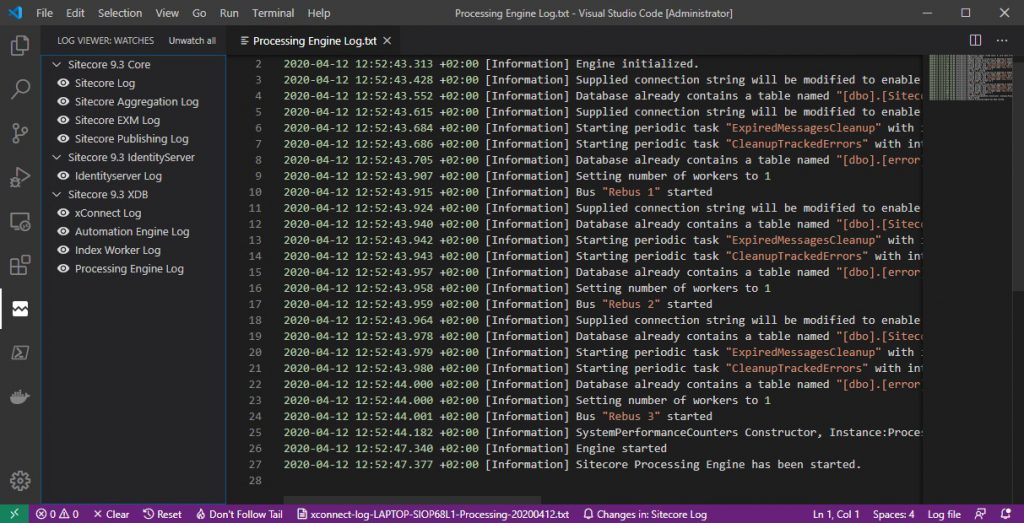 File Edit Selection View Go Run Terminal Help Processing Engine Log.txt - Visual Studio Code [Administrator]
LOG VIEWER: WATCHES Unwatch all
Sitecore 9.3 Core
Sitecore Log
Sitecore Aggregation Log
Sitecore EXM Log
Sitecore Publishing Log
Sitecore 9.3 IdentityServer
Identityserver Log
Sitecore 9.3 XDB
xConnect Log
Automation Engine Log
Index Worker Log
Processing Engine Log
Processing Engine Log.txt
2 2020-04-12 12:52:43.313 +02:00 [Information] Engine initialized.
3 2020-04-12 12:52:43.428 +02:00 [Information] Supplied connection string will be modified to enable
4 2020-04-12 12:52:43.552 +02:00 [Information] Database already contains a table named "[dbo].[Siteco
5 2020-04-12 12:52:43.615 +02:00 [Information] Supplied connection string will be modified to enable
6 2020-04-12 12:52:43.684 +02:00 [Information] Starting periodic task "ExpiredMessagesCleanup" with i
7 2020-04-12 12:52:43.686 +02:00 [Information] Starting periodic task "CleanupTrackedErrors" with int
8 2020-04-12 12:52:43.705 +02:00 [Information] Database already contains a table named "[dbo].[error
9 2020-04-12 12:52:43.907 +02:00 [Information] Setting number of workers to 1
10 2020-04-12 12:52:43.915 +02:00 [Information] Bus "Rebus 1" started
11 2020-04-12 12:52:43.924 +02:00 [Information] Supplied connection string will be modified to enable
12 2020-04-12 12:52:43.940 +02:00 [Information] Database already contains a table named "[dbo].[Sitec
13 2020-04-12 12:52:43.942 +02:00 [Information] Starting periodic task "ExpiredMessagesCleanup" with i
14 2020-04-12 12:52:43.943 +02:00 [Information] Starting periodic task "CleanupTrackedErrors" with int
15 2020-04-12 12:52:43.957 +02:00 [Information] Database already contains a table named "[dbo].[error
16 2020-04-12 12:52:43.958 +02:00 [Information] Setting number of workers to 1
17 2020-04-12 12:52:43.959 +02:00 [Information] Bus "Rebus 2" started
18 2020-04-12 12:52:43.964 +02:00 [Information] Supplied connection string will be modified to enable
19 2020-04-12 12:52:43.978 +02:00 [Information] Database already contains a table named "[dbo].[Sitec
20 2020-04-12 12:52:43.979 +02:00 [Information] Starting periodic task "ExpiredMessagesCleanup" with i
21 2020-04-12 12:52:43.980 +02:00 [Information] Starting periodic task "CleanupTrackedErrors" with int
22 2020-04-12 12:52:44.000 +02:00 [Information] Database already contains a table named "[dbo].[error
23 2020-04-12 12:52:44.000 +02:00 [Information] Setting number of workers to 1
24 2020-04-12 12:52:44.001 +02:00 [Information] Bus "Rebus 3" started
25 2020-04-12 12:52:44.182 +02:00 [Information] SystemPerformanceCounters Constructor, Instance:Proces
26 2020-04-12 12:52:47.340 +02:00 [Information] Engine started
27 2020-04-12 12:52:47.377 +02:00 [Information] Sitecore Processing Engine has been started.
28
0 0 Clear Reset Don't Follow Tail xconnect-log-LAPTOP-SIOP68L1-Processing-20200412.txt Changes in: Sitecore Log Ln 1, Col 1 Spaces: 4 Log file